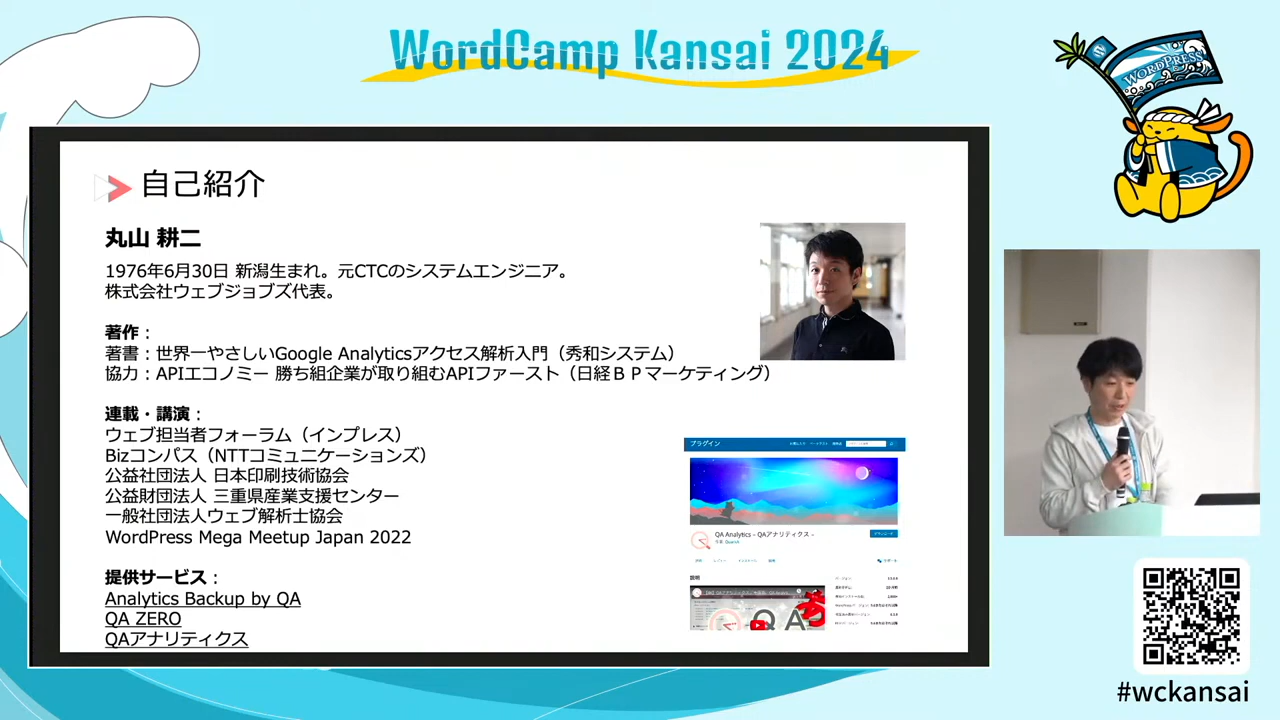 WordCamp Kansai 2024
WORDPRESS
自己紹介
丸山 耕二
1976年6月30日 新潟生まれ。元CTCのシステムエンジニア。
株式会社ウェブジョブズ代表。
著作：
著書：世界一やさしいGoogle Analyticsアクセス解析入門（秀和システム）
協力：APIエコノミー 勝ち組企業が取り組むAPIファースト（日経ＢＰマーケティング）
連載・講演：
ウェブ担当者フォーラム（インプレス）
Bizコンパス（NTTコミュニケーションズ）
公益社団法人 日本印刷技術協会
公益財団法人 三重県産業支援センター
一般社団法人ウェブ解析士協会
WordPress Mega Meetup Japan 2022
提供サービス：
Analytics Backup by QA
QA ZERO
QAアナリティクス
プラグイン
QA Analytics – QAアナリティクス –
ダウンロード
説明
#wckansai